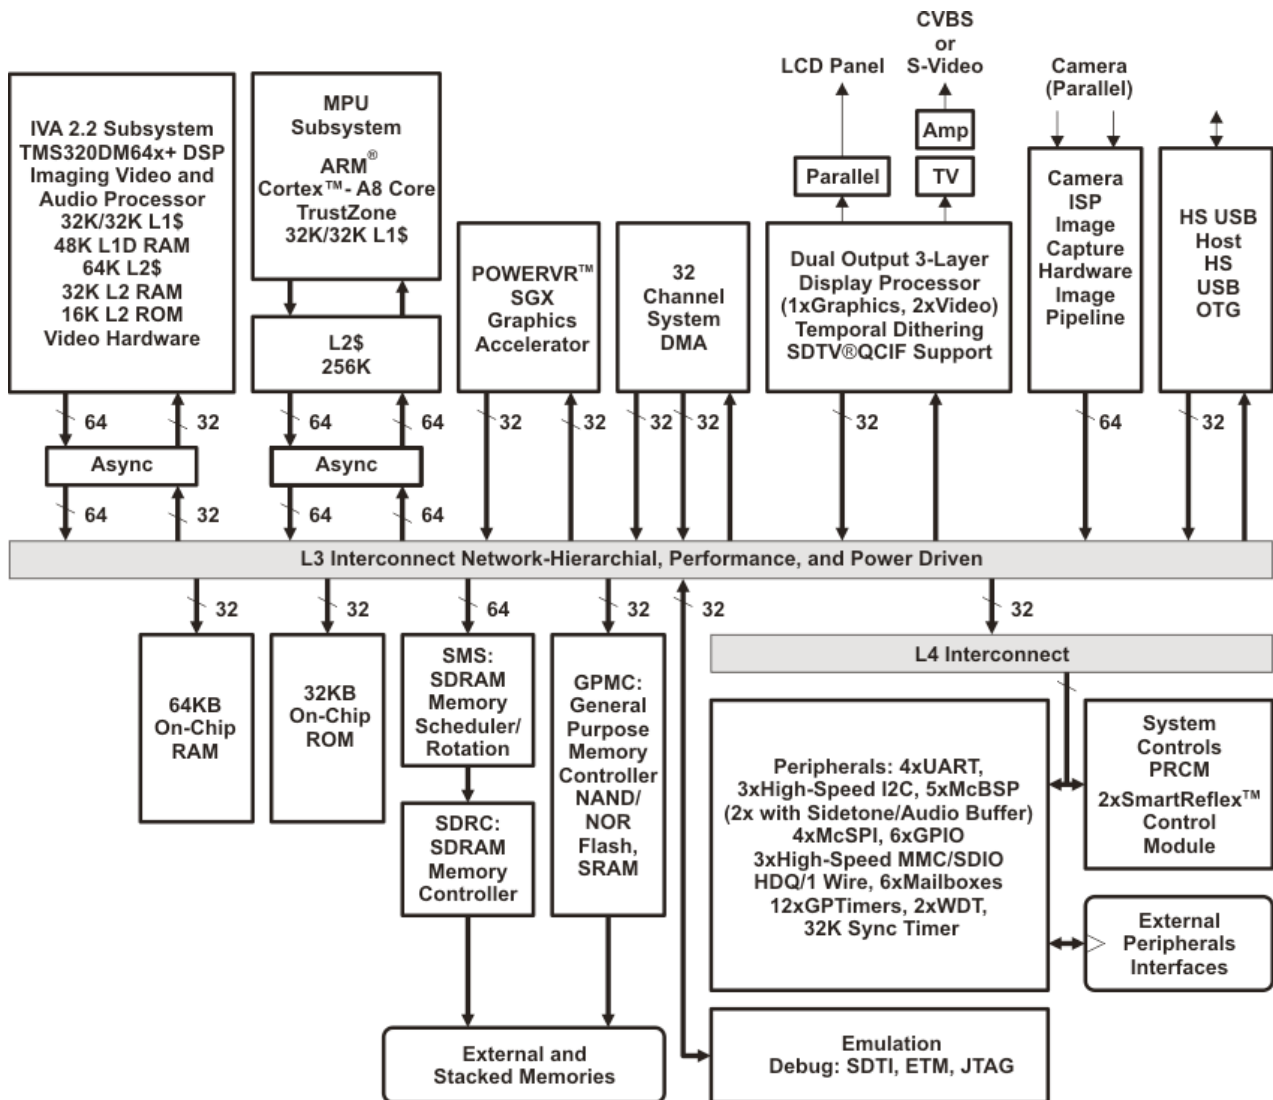 CVBS
or
S-Video
LCD Panel
Camera
(Parallel)
Amp
Parallel
TV
IVA 2.2 Subsystem
TMS320DM64x+ DSP
Imaging Video and
Audio Processor
32K/32K L1$
48K L1D RAM
64K L2$
32K L2 RAM
16K L2 ROM
Video Hardware
MPU
Subsystem
ARM®
Cortex™- A8 Core
TrustZone
32K/32K L1$
L2$
256K
POWERVR™
SGX
Graphics
Accelerator
32
Channel
System
DMA
Dual Output 3-Layer
Display Processor
(1xGraphics, 2xVideo)
Temporal Dithering
SDTV®QCIF Support
Camera
ISP
Image
Capture
Hardware
Image
Pipeline
HS USB
Host
HS
USB
OTG
64
32
64
64
32
32
32
32
32
64
32
Async
Async
64
32
64
64
L3 Interconnect Network-Hierarchial, Performance, and Power Driven
32
32
64
32
32
32
64KB
On-Chip
RAM
32KB
On-Chip
ROM
SMS:
SDRAM
Memory
Scheduler/
Rotation
SDRC:
SDRAM
Memory
Controller
GPMC:
General
Purpose
Memory
Controller
NAND/
NOR
Flash,
SRAM
L4 Interconnect
Peripherals: 4xUART,
3xHigh-Speed I2C, 5xMcBSP
(2x with Sidetone/Audio Buffer)
4xMcSPI, 6xGPIO
3xHigh-Speed MMC/SDIO
HDQ/1 Wire, 6xMailboxes
12xGPTimers, 2xWDT,
32K Sync Timer
System
Controls
PRCM
2xSmartReflex™
Control
Module
External
Peripherals
Interfaces
External and
Stacked Memories
Emulation
Debug: SDTI, ETM, JTAG